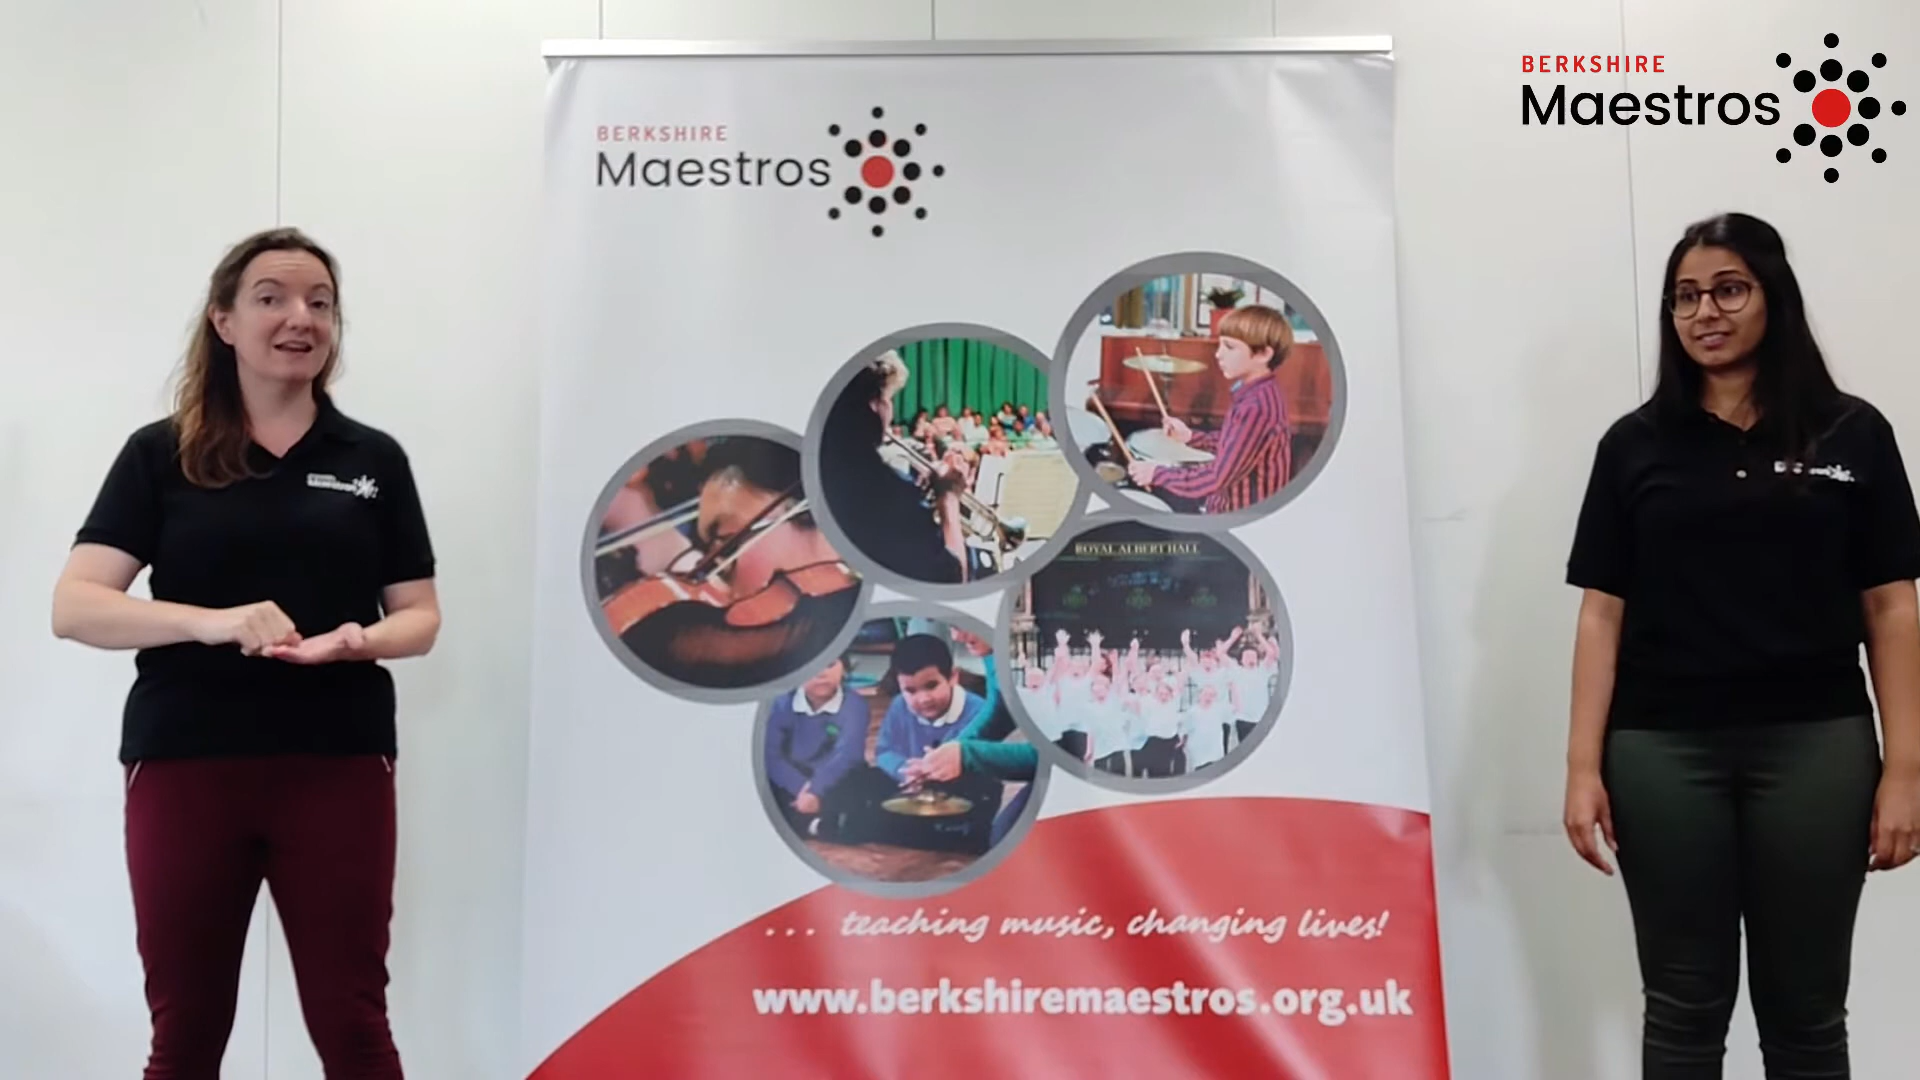 BERKSHIRE
Maestros
BERKSHIRE
Maestros
ROYAL ALBERT HALL
... teaching music, changing lives!
www.berkshiremaestros.org.uk